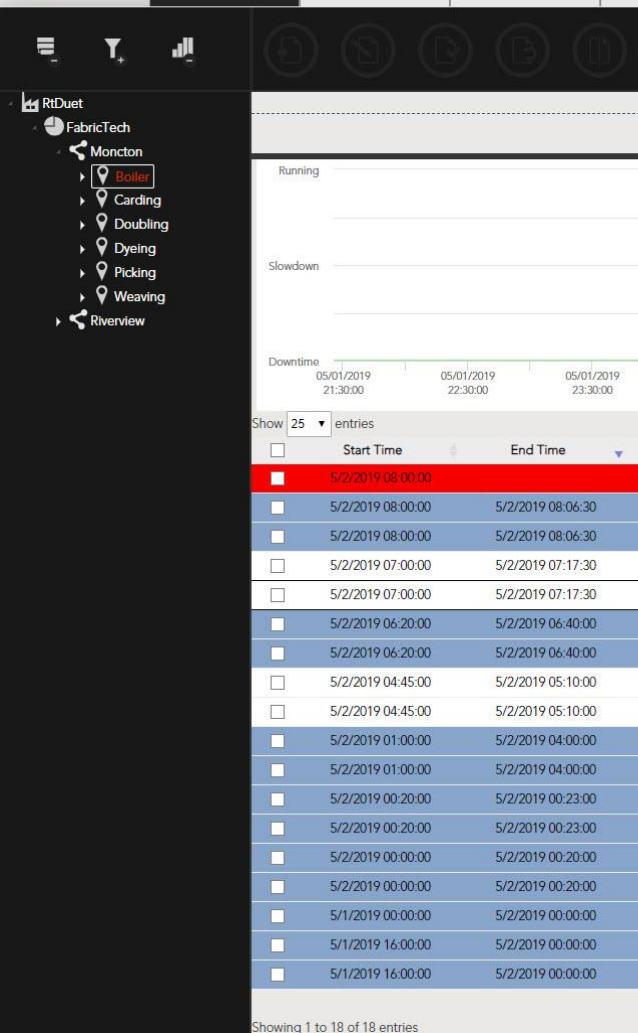 RtDuet
FabricTech
Moncton
Boiler
Carding
Doubling
Dyeing
Picking
Weaving
Riverview
Running
Slowdown
Downtime
05/01/2019 05/01/2019 05/01/2019
21:30:00 22:30:00 23:30:00
Show 25 entries
Start Time End Time
5/2/2019 08:00:00
5/2/2019 08:00:00 5/2/2019 08:06:30
5/2/2019 08:00:00 5/2/2019 08:06:30
5/2/2019 07:00:00 5/2/2019 07:17:30
5/2/2019 07:00:00 5/2/2019 07:17:30
5/2/2019 06:20:00 5/2/2019 06:40:00
5/2/2019 06:20:00 5/2/2019 06:40:00
5/2/2019 04:45:00 5/2/2019 05:10:00
5/2/2019 04:45:00 5/2/2019 05:10:00
5/2/2019 01:00:00 5/2/2019 04:00:00
5/2/2019 01:00:00 5/2/2019 04:00:00
5/2/2019 00:20:00 5/2/2019 00:23:00
5/2/2019 00:20:00 5/2/2019 00:23:00
5/2/2019 00:00:00 5/2/2019 00:20:00
5/2/2019 00:00:00 5/2/2019 00:20:00
5/1/2019 00:00:00 5/2/2019 00:00:00
5/1/2019 16:00:00 5/2/2019 00:00:00
5/1/2019 16:00:00 5/2/2019 00:00:00
Showing 1 to 18 of 18 entries